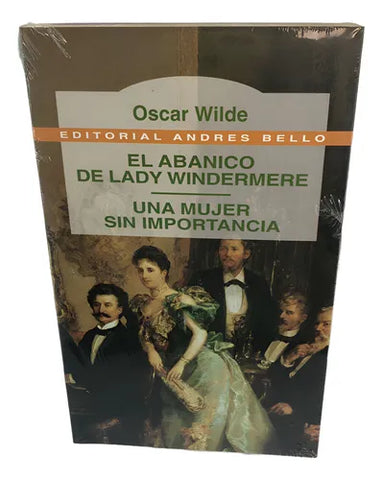 Oscar Wilde
EDITORIAL ANDRES BELLO
EL ABANICO
DE LADY WINDERMERE
UNA MUJER
SIN IMPORTANCIA